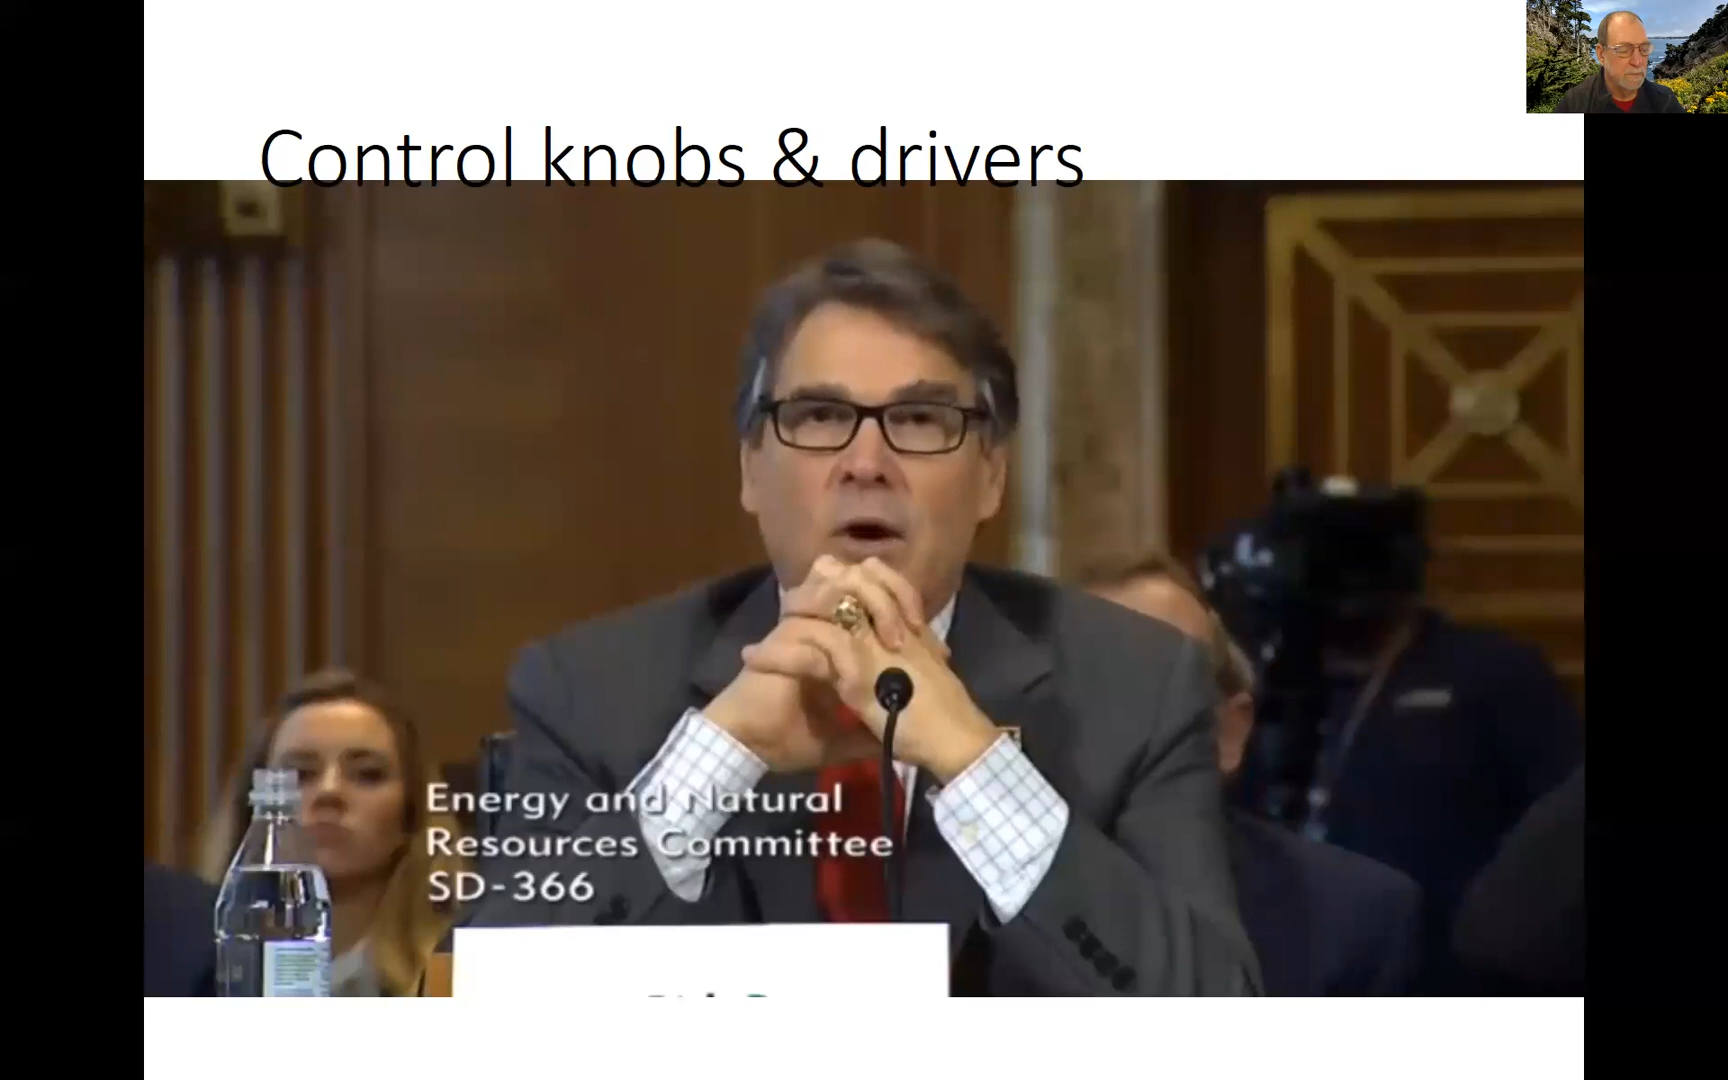 Control knobs & drivers
Energy and Natural
Resources Committee
SD-366